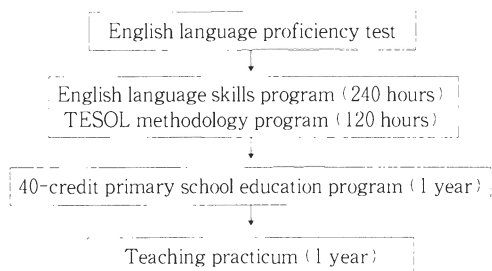 English language proficiency test
English language skills program (240 hours)
TESOL methodology program (120 hours)
40-credit primary school education program (1 year)
Teaching practicum (1 year)